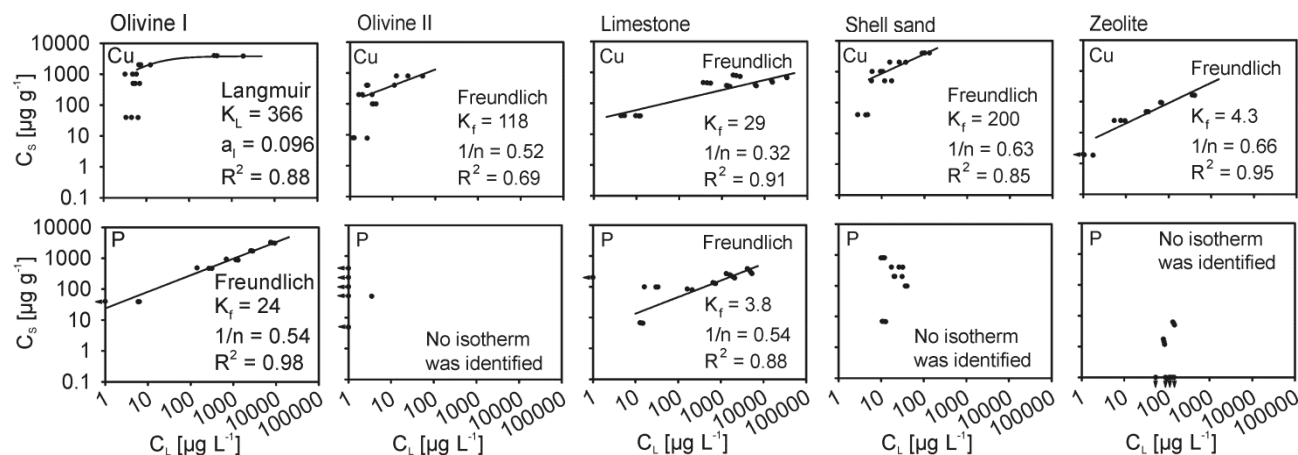 Olivine I
Olivine II
Limestone
Shell sand
Zeolite
C_S [µg g⁻¹]
10000
1000
100
10
1
0.1
Cu
Langmuir
K_L = 366
a_l = 0.096
R² = 0.88
Cu
Freundlich
K_f = 118
1/n = 0.52
R² = 0.69
Cu
Freundlich
K_f = 29
1/n = 0.32
R² = 0.91
Cu
Freundlich
K_f = 200
1/n = 0.63
R² = 0.85
Cu
Freundlich
K_f = 4.3
1/n = 0.66
R² = 0.95
C_S [µg g⁻¹]
10000
1000
100
10
1
0.1
P
Freundlich
K_f = 24
1/n = 0.54
R² = 0.98
P
No isotherm
was identified
P
Freundlich
K_f = 3.8
1/n = 0.54
R² = 0.88
P
No isotherm
was identified
P
No isotherm
was identified
1
10
100
1000
10000
100000
C_L [µg L⁻¹]
1
10
100
1000
10000
100000
C_L [µg L⁻¹]
1
10
100
1000
10000
100000
C_L [µg L⁻¹]
1
10
100
1000
10000
100000
C_L [µg L⁻¹]
1
10
100
1000
10000
100000
C_L [µg L⁻¹]